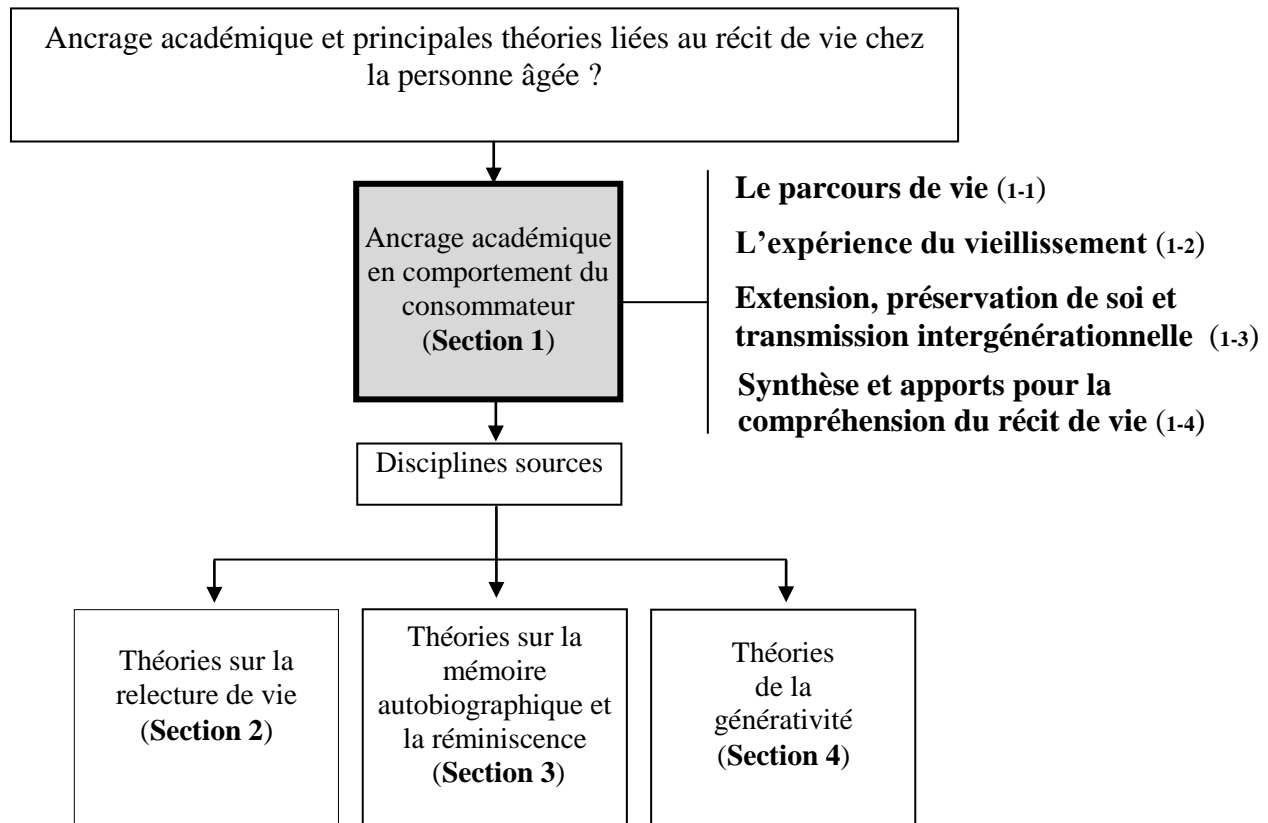 Ancrage académique et principales théories liées au récit de vie chez
la personne âgée ?
Ancrage académique
en comportement du
consommateur
(Section 1)
Le parcours de vie (1-1)
L’expérience du vieillissement (1-2)
Extension, préservation de soi et
transmission intergénérationnelle (1-3)
Synthèse et apports pour la
compréhension du récit de vie (1-4)
Disciplines sources
Théories sur la
relecture de vie
(Section 2)
Théories sur la
mémoire
autobiographique et
la réminiscence
(Section 3)
Théories
de la
générativité
(Section 4)